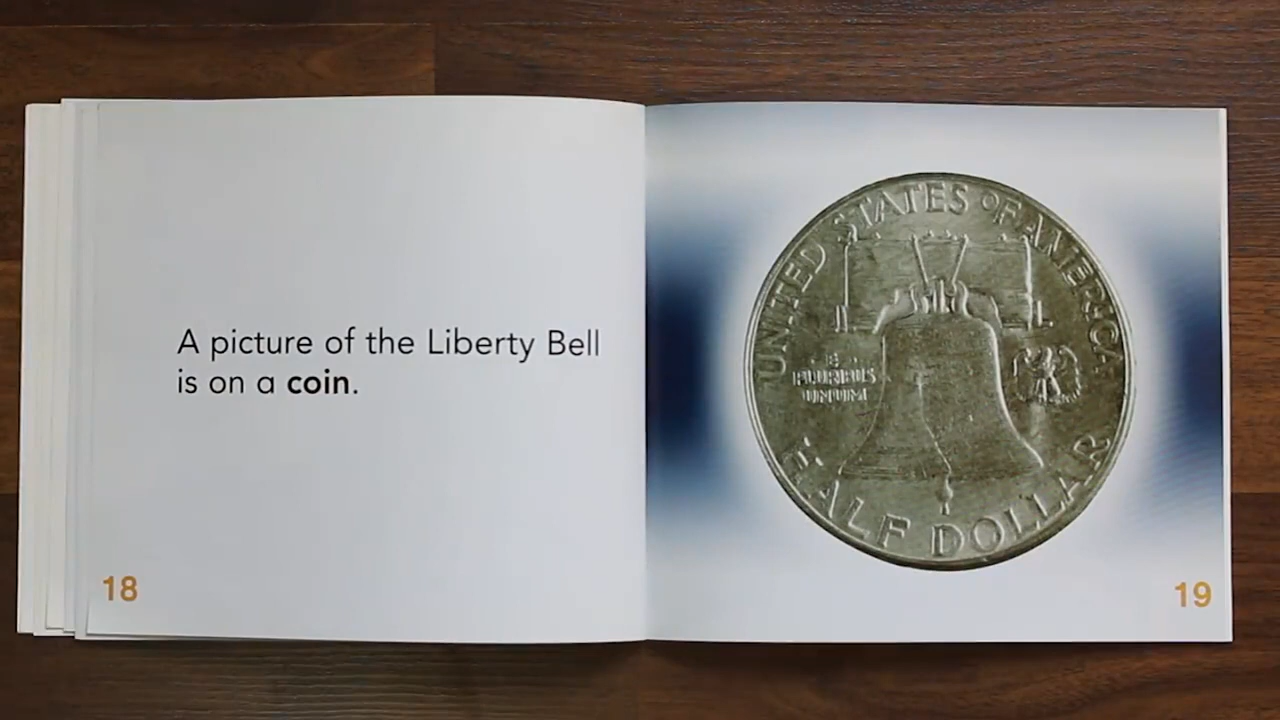 A picture of the Liberty Bell
is on a coin.
18
UNITED STATES OF AMERICA
E
PLURIBUS
UNUM
HALF DOLLAR
19